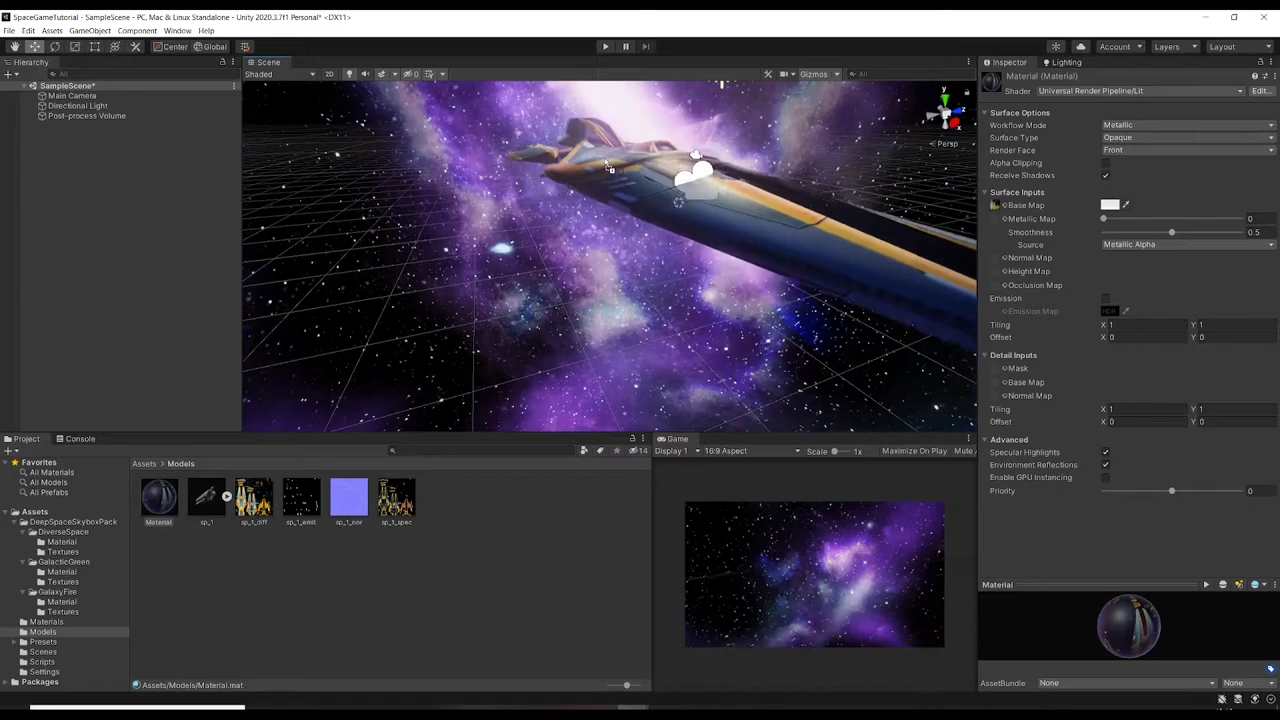 SpaceGameTutorial - SampleScene - PC, Mac & Linux Standalone - Unity 2020.3.7f1 Personal* <DX11>
File Edit Assets GameObject Component Window Help
Center Global Account Layers Layout
Hierarchy
All
SampleScene*
Main Camera
Directional Light
Post-process Volume
Scene
Shaded 2D 0 Gizmos All
y
z
x
Persp
Inspector Lighting
Material (Material)
Shader Universal Render Pipeline/Lit Edit...
Surface Options
Workflow Mode Metallic
Surface Type Opaque
Render Face Front
Alpha Clipping
Receive Shadows
Surface Inputs
Base Map
Metallic Map 0
Smoothness 0.5
Source Metallic Alpha
Normal Map
Height Map
Occlusion Map
Emission
Emission Map HDR
Tiling X 1 Y 1
Offset X 0 Y 0
Detail Inputs
Mask
Base Map
Normal Map
Tiling X 1 Y 1
Offset X 0 Y 0
Advanced
Specular Highlights
Environment Reflections
Enable GPU Instancing
Priority 0
Material
AssetBundle None None
Project Console
14
Favorites
All Materials
All Models
All Prefabs
Assets
DeepSpaceSkyboxPack
DiverseSpace
Material
Textures
GalacticGreen
Material
Textures
GalaxyFire
Material
Textures
Materials
Models
Presets
Scenes
Scripts
Settings
Packages
Assets > Models
Material sp_1 sp_1_diff sp_1_emit sp_1_nor sp_1_spec
Assets/Models/Material.mat
Game
Display 1 16:9 Aspect Scale 1x Maximize On Play Mute